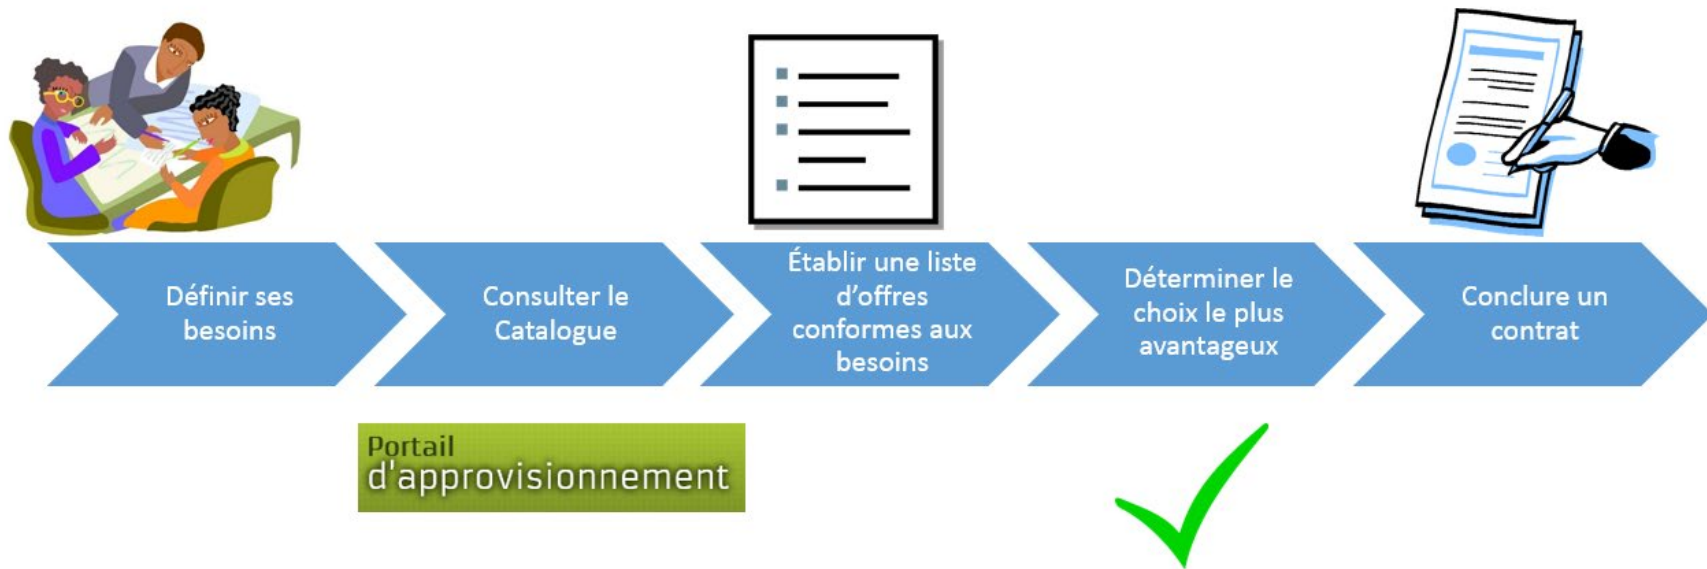 Définir ses
besoins
Consulter le
Catalogue
Établir une liste
d’offres
conformes aux
besoins
Déterminer le
choix le plus
avantageux
Conclure un
contrat
Portail
d'approvisionnement